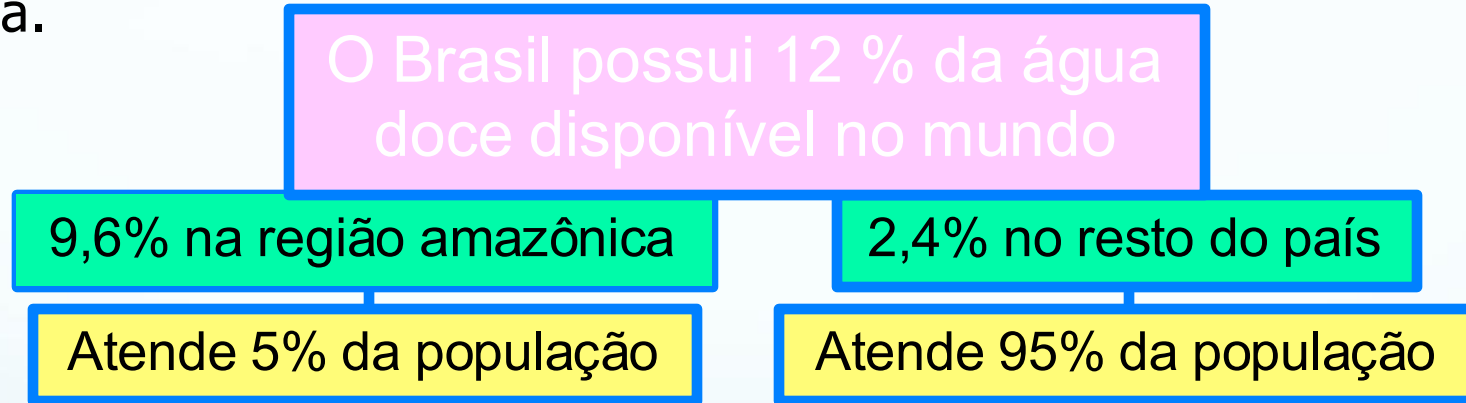 a.
O Brasil possui 12 % da água
doce disponível no mundo
9,6% na região amazônica
2,4% no resto do país
Atende 5% da população
Atende 95% da população